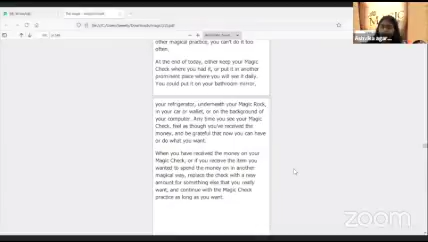 other magical practice, you can't do it too
often.
At the end of today, either keep your Magic
Check where you had it, or put it in another
prominent place where you will see it daily.
You could put it on your bathroom mirror,
your refrigerator, underneath your Magic Rock,
in your car or wallet, or on the background of
your computer. Any time you see your Magic
Check, feel as though you've received the
money, and be grateful that now you can have
or do what you want.
When you have received the money on your
Magic Check, or if you receive the item you
wanted to spend the money on in another
magical way, replace the check with a new
amount for something else that you really
want, and continue with the Magic Check
practice as long as you want.
zoom